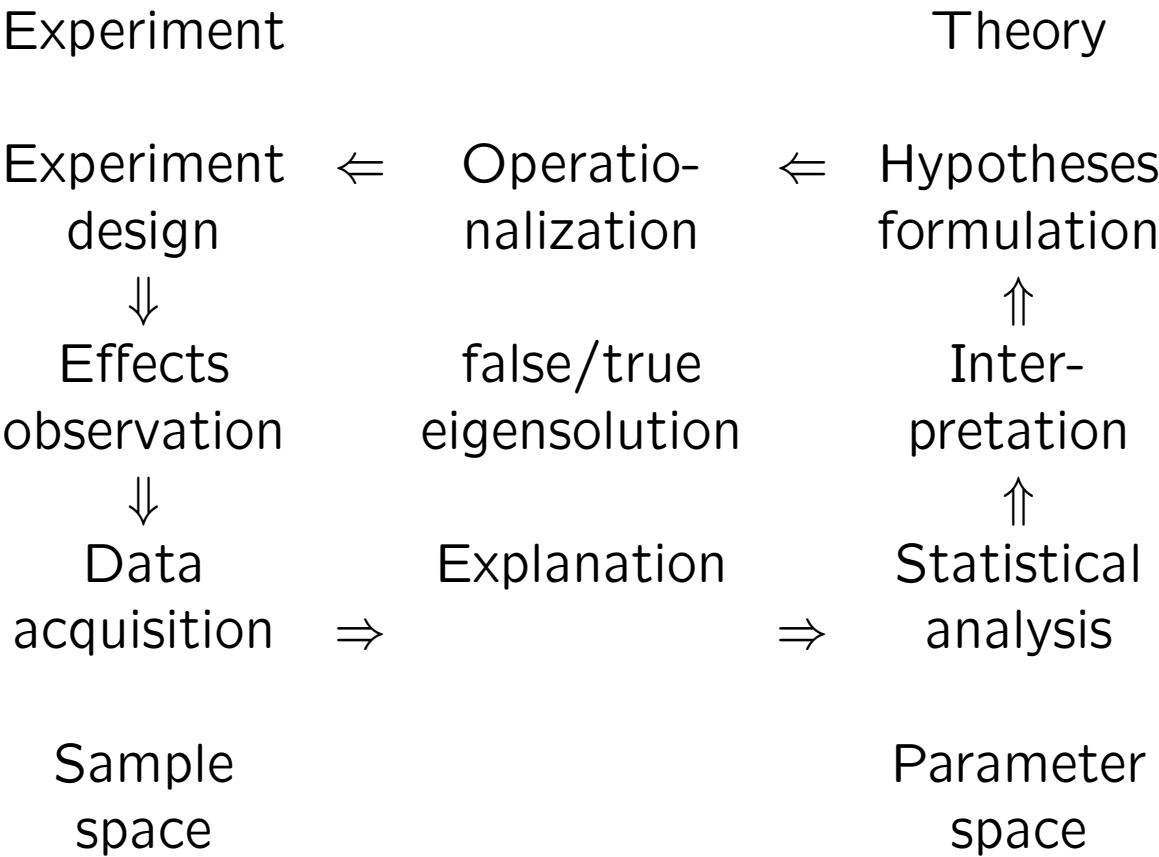 Experiment Theory
Experiment ⇐ Operatio- ⇐ Hypotheses
design nalization formulation
⇓ ⇑
Effects false/true Inter-
observation eigensolution pretation
⇓ ⇑
Data Explanation Statistical
acquisition ⇒ ⇒ analysis
Sample Parameter
space space